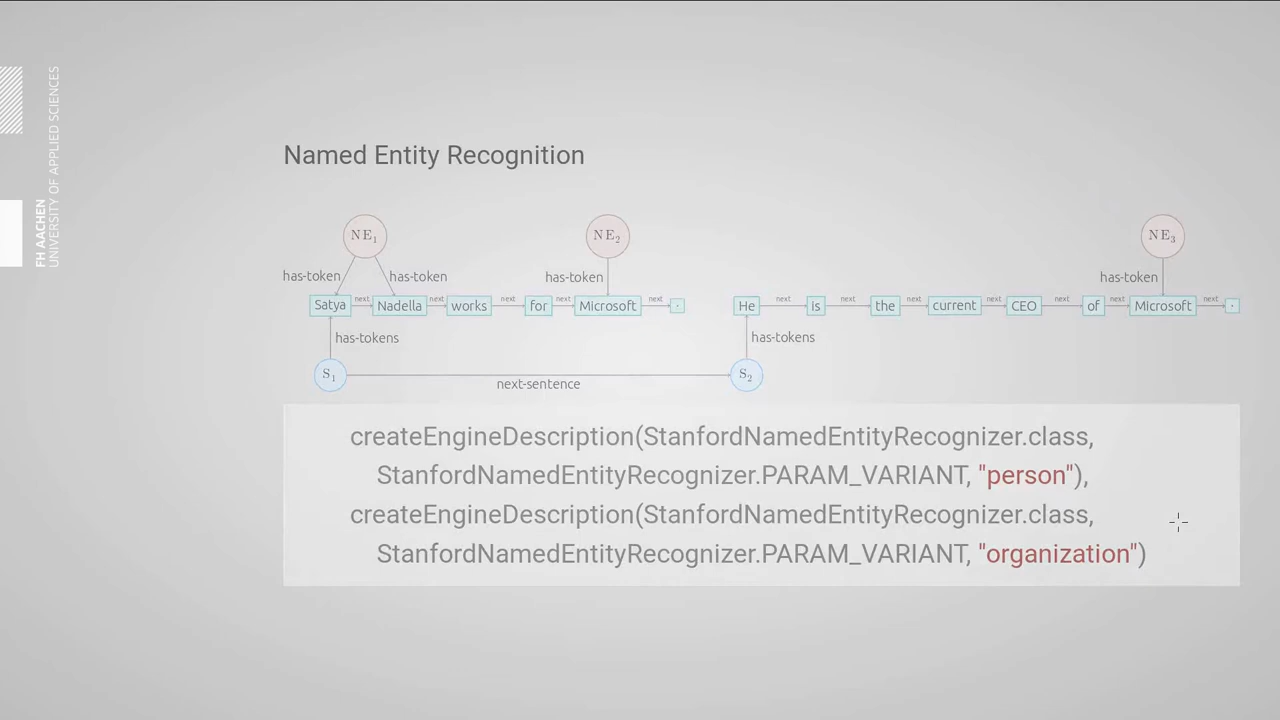 FH AACHEN
UNIVERSITY OF APPLIED SCIENCES
Named Entity Recognition
NE1 NE2 NE3
has-token has-token has-token has-token
Satya next Nadella next works next for next Microsoft next . He next is next the next current next CEO next of next Microsoft next .
has-tokens has-tokens
S1 S2
next-sentence
createEngineDescription(StanfordNamedEntityRecognizer.class,
StanfordNamedEntityRecognizer.PARAM_VARIANT, "person"),
createEngineDescription(StanfordNamedEntityRecognizer.class,
StanfordNamedEntityRecognizer.PARAM_VARIANT, "organization")